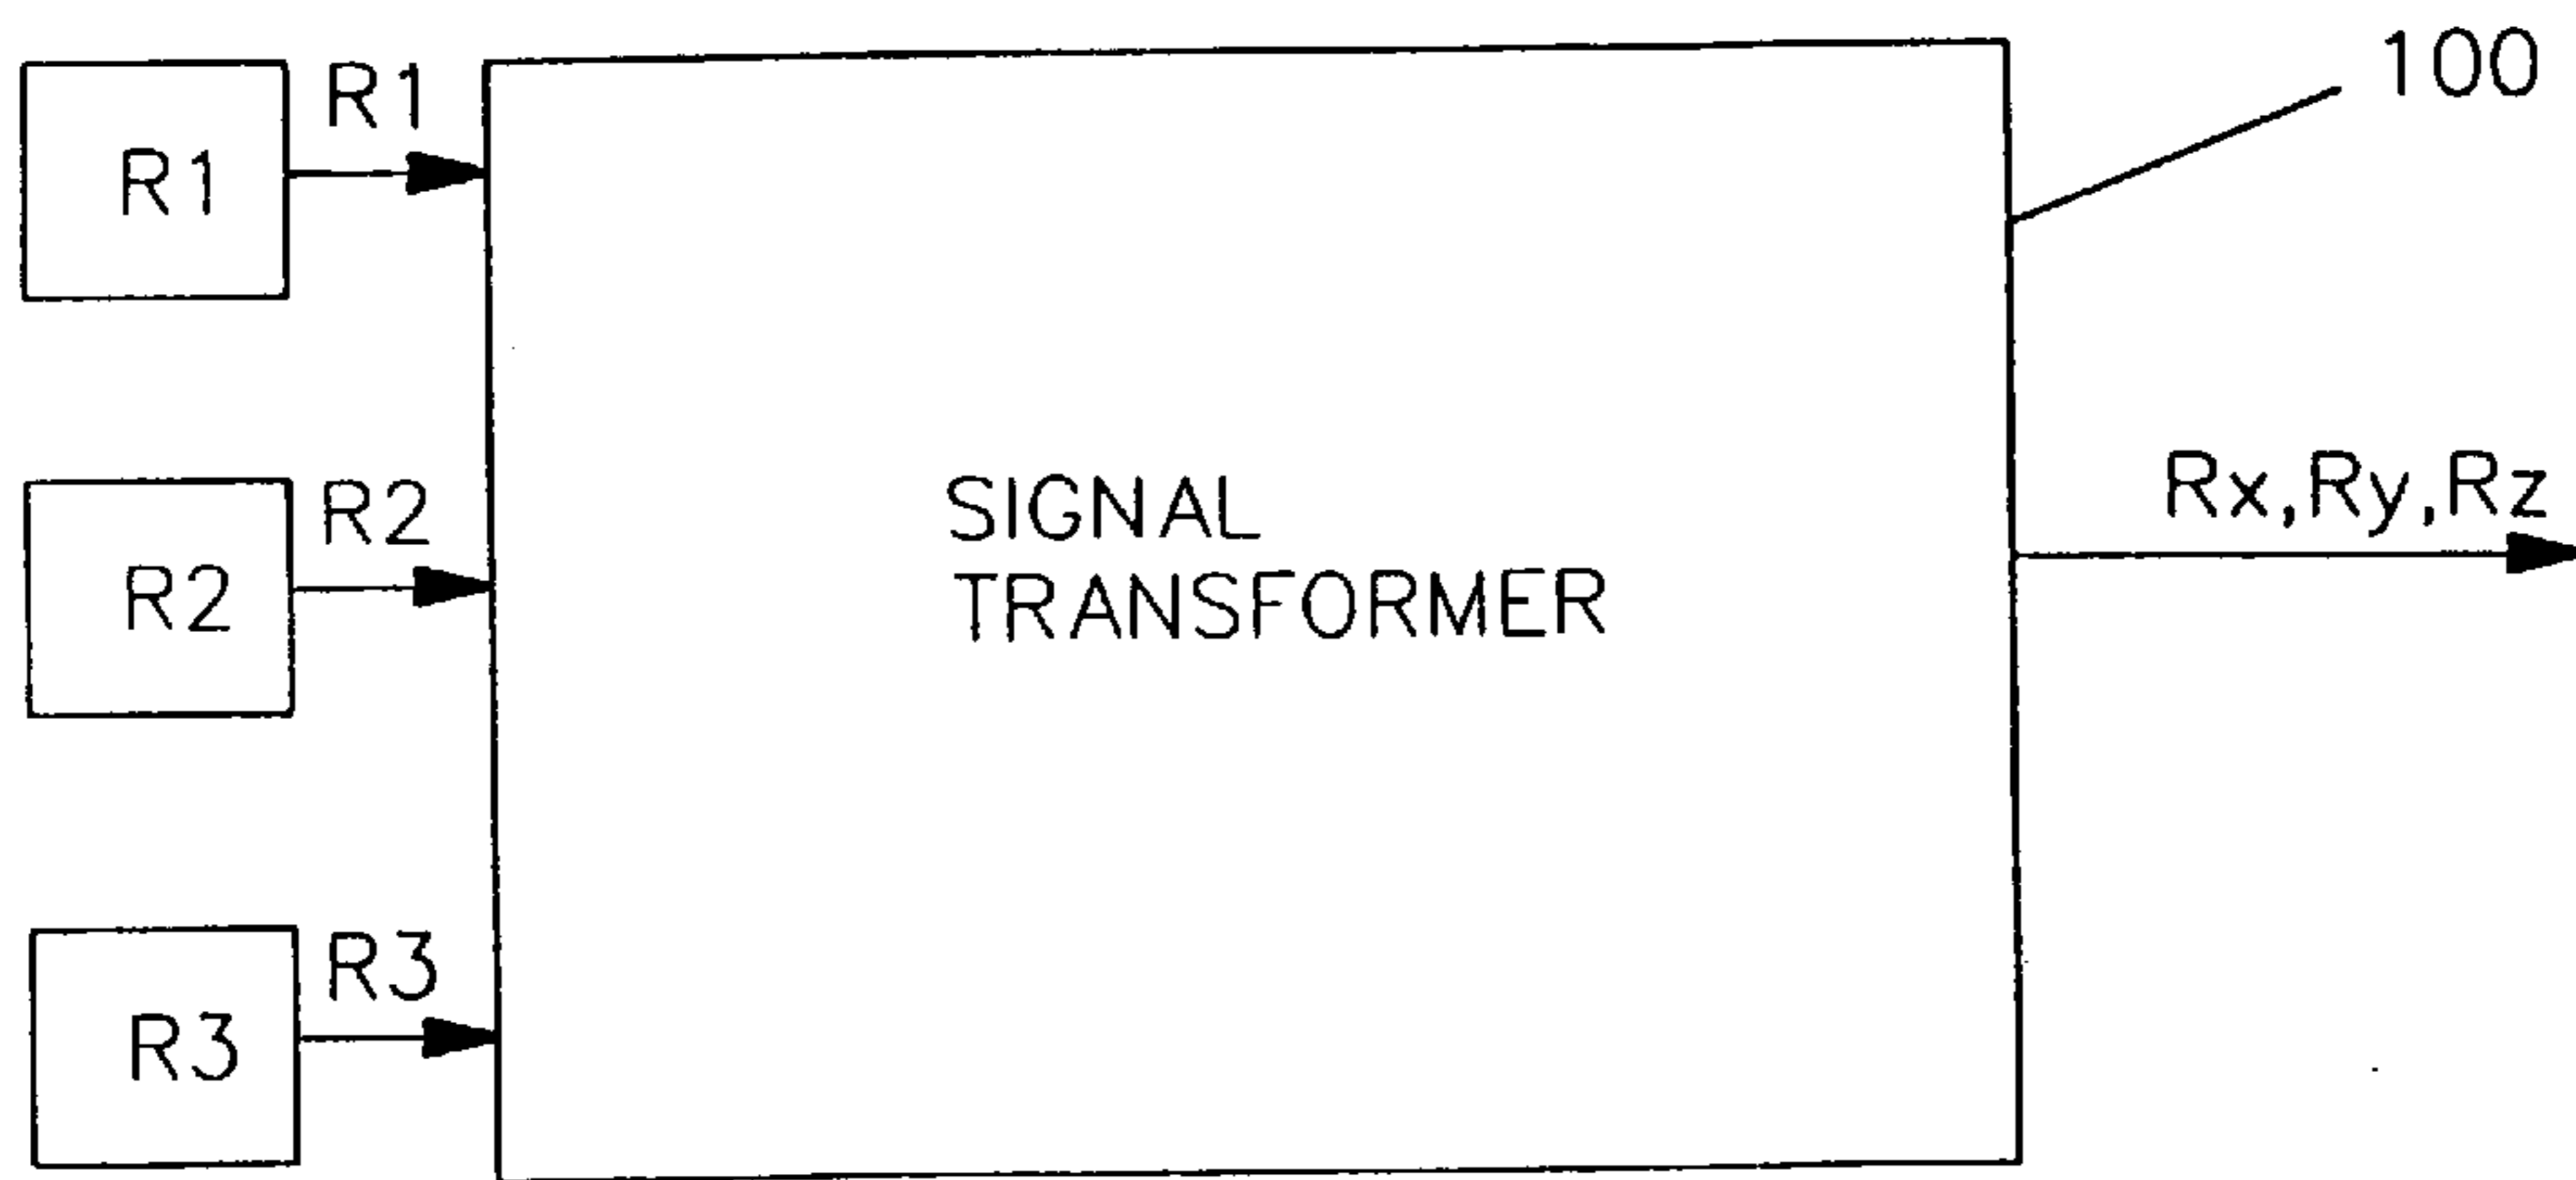 R1
R1
100
R2
R2
SIGNAL
TRANSFORMER
Rx,Ry,Rz
R3
R3